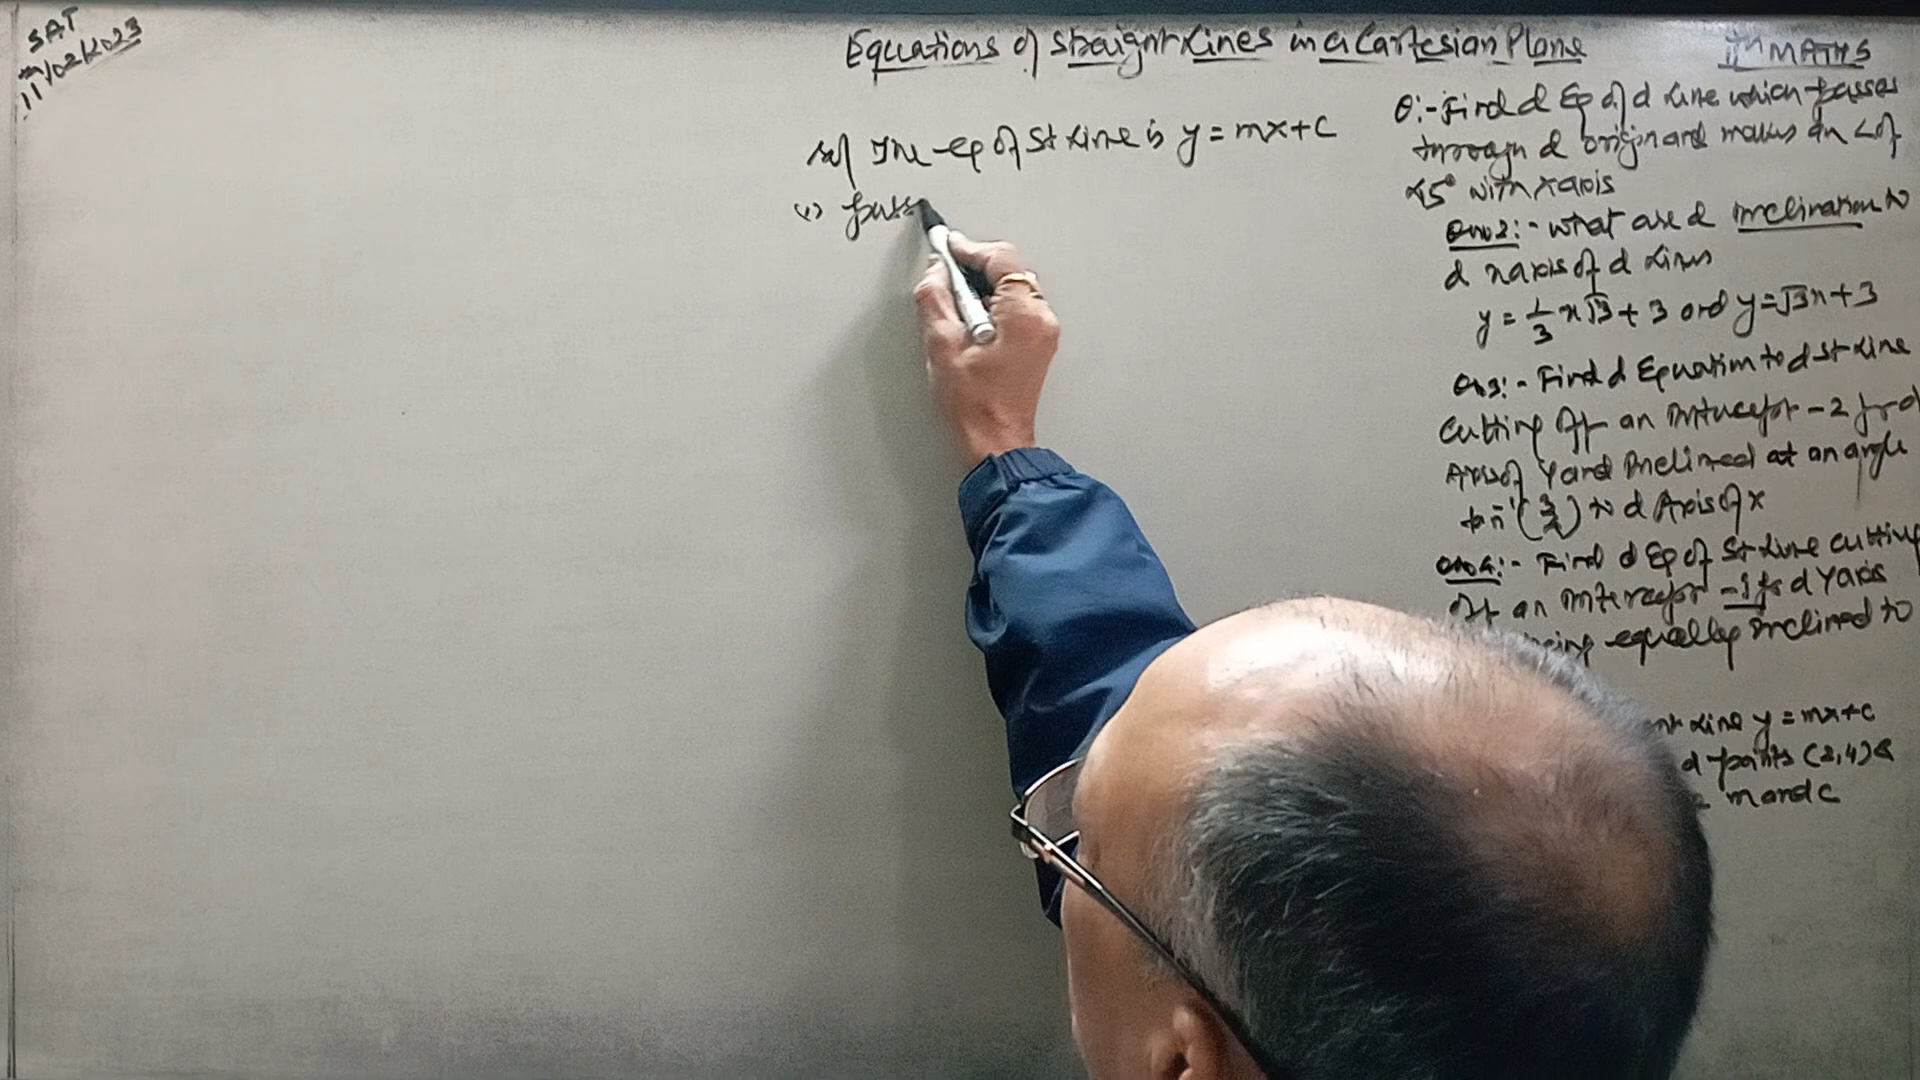 SAT
11/02/2023
Equations of Straight Lines in a Cartesian Plane
MATHS
Sol The eq of St Line is y = mx + c
(i) pass
Q:- Find d Eq of d Line which passes
through d origin and makes an < of
45° with x axis
Qno2:- what are d inclination to
d x axis of d Lines
y = 1/3 x√3 + 3 and y = √3x + 3
Qno3:- Find d Equation to d St Line
Cutting Off an intercept -2 fr d
Axis of Y and Inclined at an angle
tan⁻¹(3/4) to d Axis of x
Qno4:- Find d Eq of St Line cutting
Off an intercept -1 fr d Y axis
equally inclined to
Line y = mx + c
d points (2,4) &
m and c